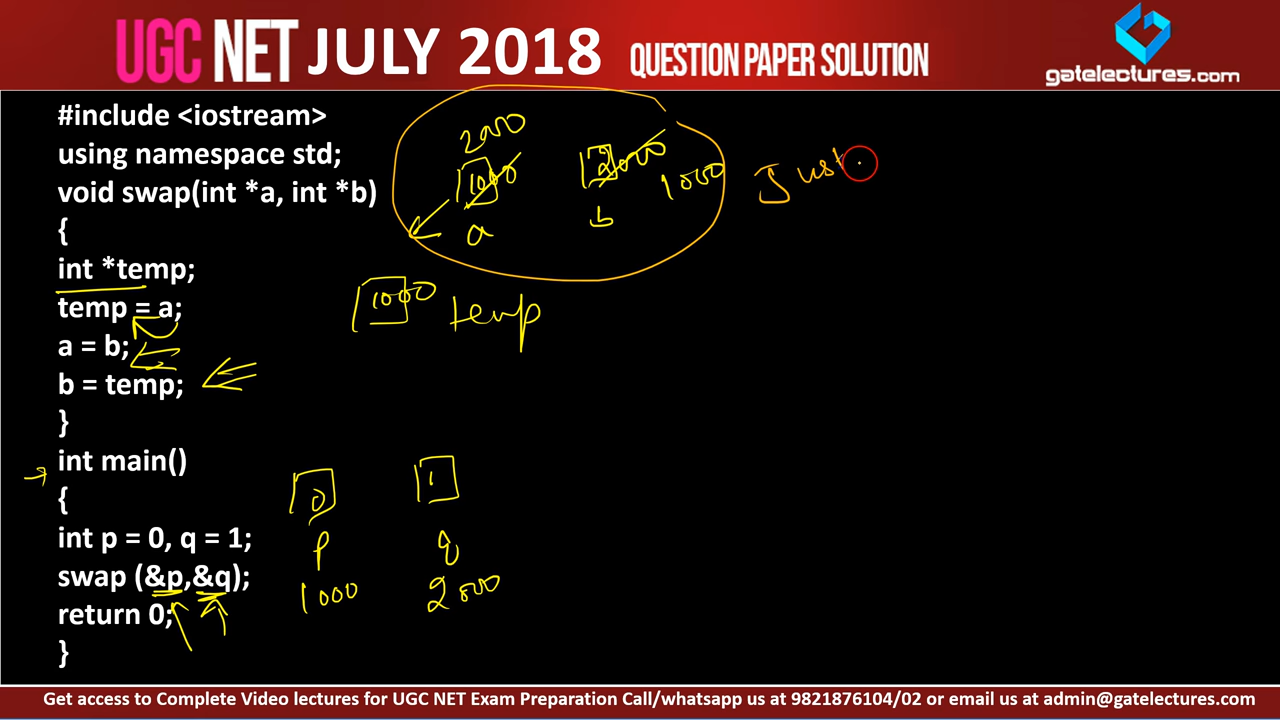 UGC NET JULY 2018 QUESTION PAPER SOLUTION
gatelectures.com
#include <iostream>
using namespace std;
void swap(int *a, int *b)
{
int *temp;
temp = a;
a = b;
b = temp;
}
int main()
{
int p = 0, q = 1;
swap (&p,&q);
return 0;
}
2000
1000 2000
1000
a b
Just
1000 temp
0 1
p q
1000 2000
Get access to Complete Video lectures for UGC NET Exam Preparation Call/whatsapp us at 9821876104/02 or email us at admin@gatelectures.com